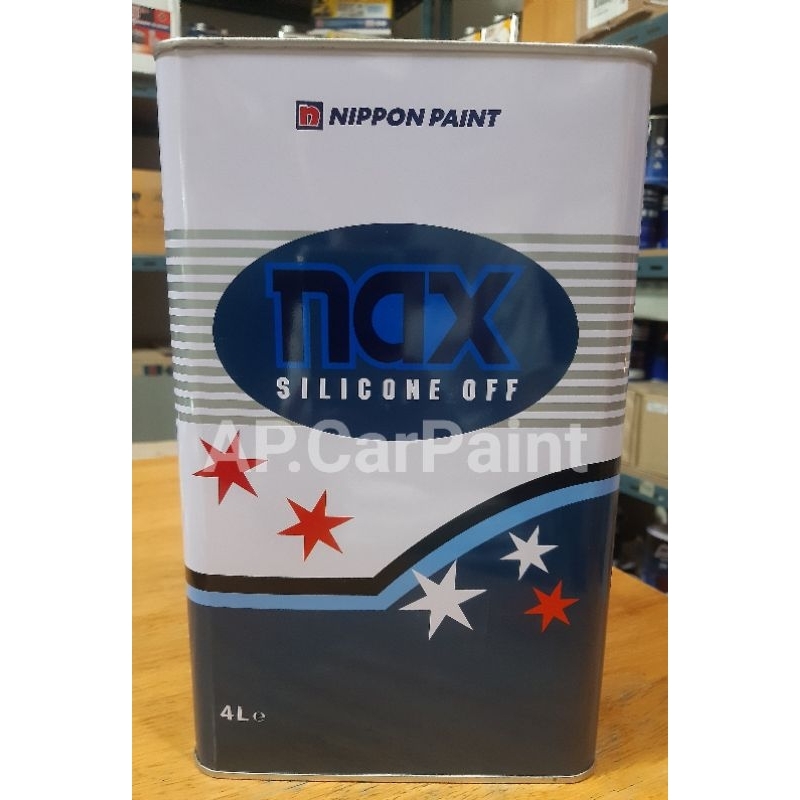 n NIPPON PAINT
nax
SILICONE OFF
AP.CarPaint
4L e